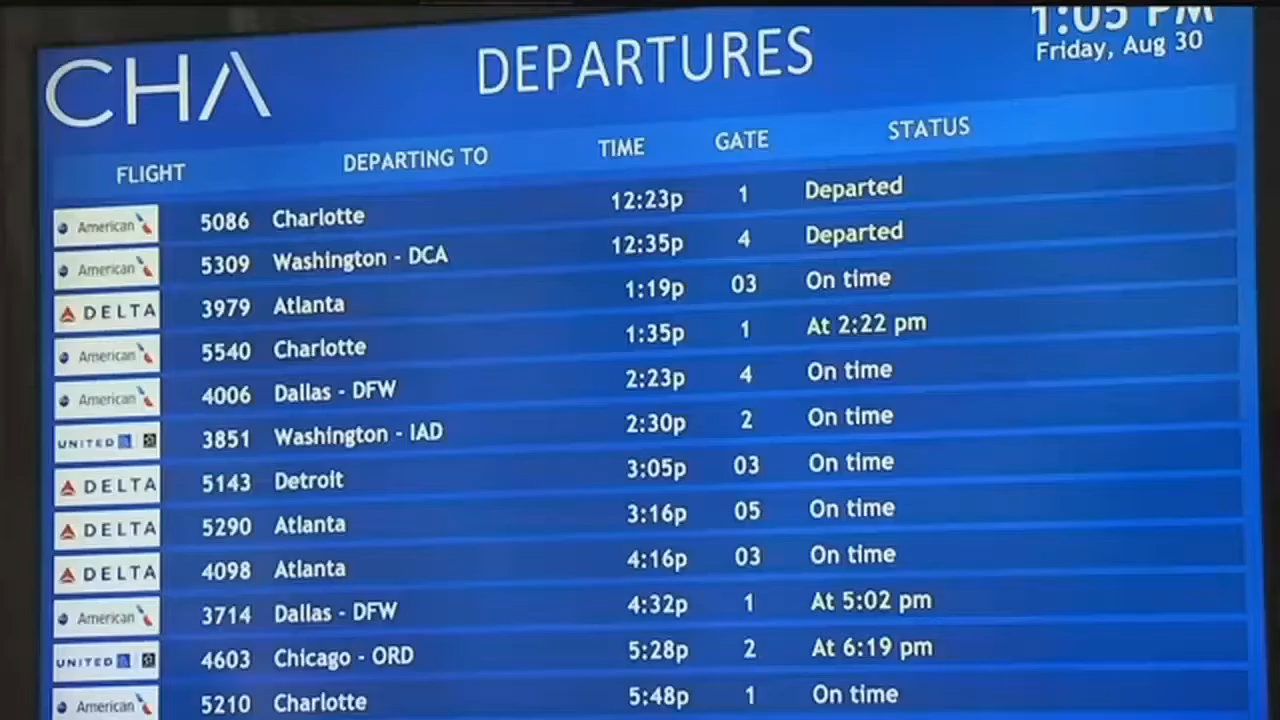 1:05 PM
CHA DEPARTURES Friday, Aug 30
FLIGHT DEPARTING TO TIME GATE STATUS
American 5086 Charlotte 12:23p 1 Departed
American 5309 Washington - DCA 12:35p 4 Departed
DELTA 3979 Atlanta 1:19p 03 On time
American 5540 Charlotte 1:35p 1 At 2:22 pm
American 4006 Dallas - DFW 2:23p 4 On time
UNITED 3851 Washington - IAD 2:30p 2 On time
DELTA 5143 Detroit 3:05p 03 On time
DELTA 5290 Atlanta 3:16p 05 On time
DELTA 4098 Atlanta 4:16p 03 On time
American 3714 Dallas - DFW 4:32p 1 At 5:02 pm
UNITED 4603 Chicago - ORD 5:28p 2 At 6:19 pm
American 5210 Charlotte 5:48p 1 On time